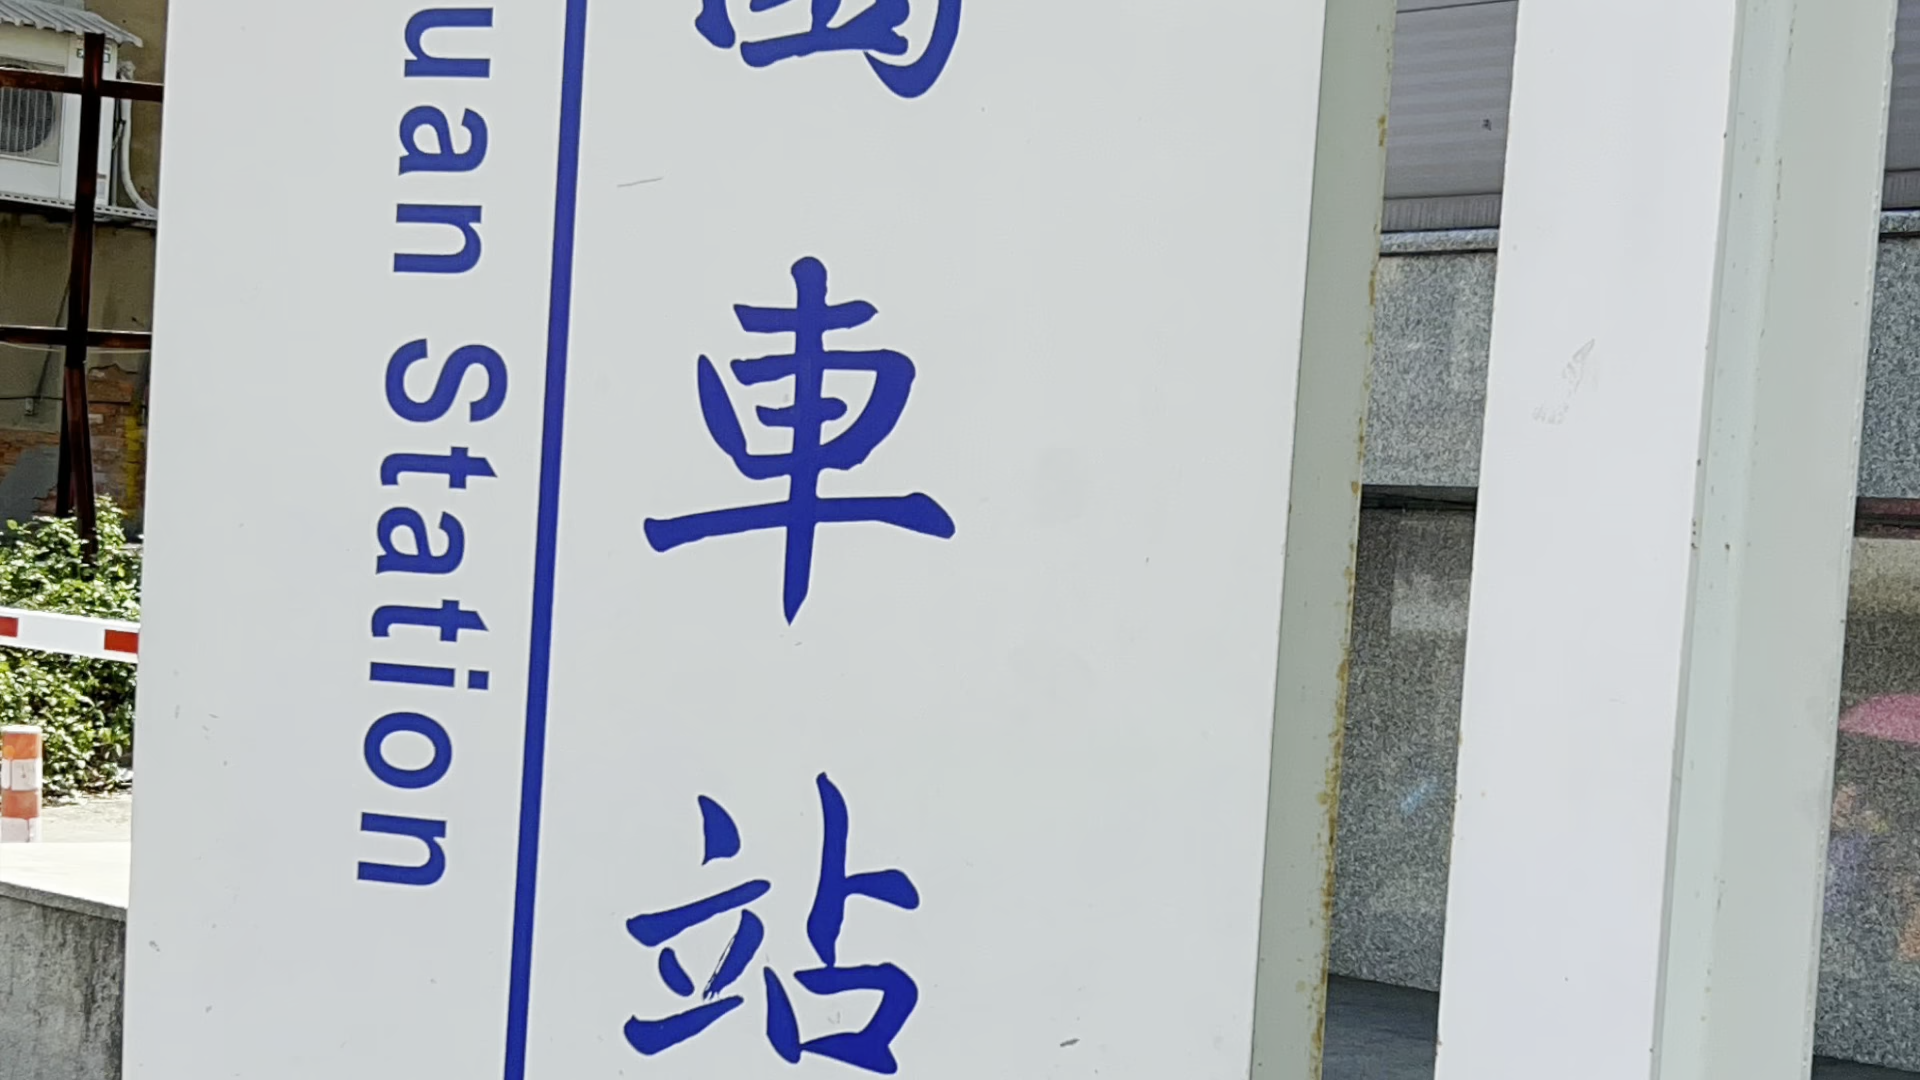 車站
uan Station